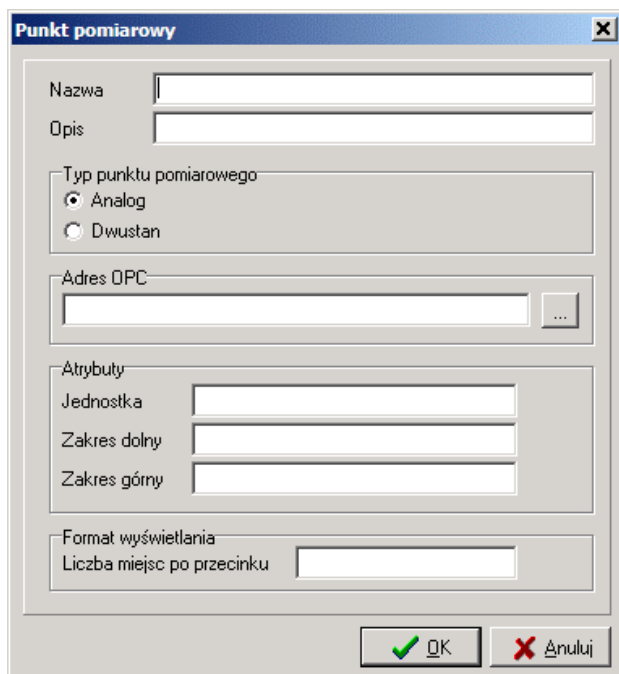 Punkt pomiarowy
Nazwa
Opis
Typ punktu pomiarowego
Analog
Dwustan
Adres OPC
...
Atrybuty
Jednostka
Zakres dolny
Zakres górny
Format wyświetlania
Liczba miejsc po przecinku
OK Anuluj